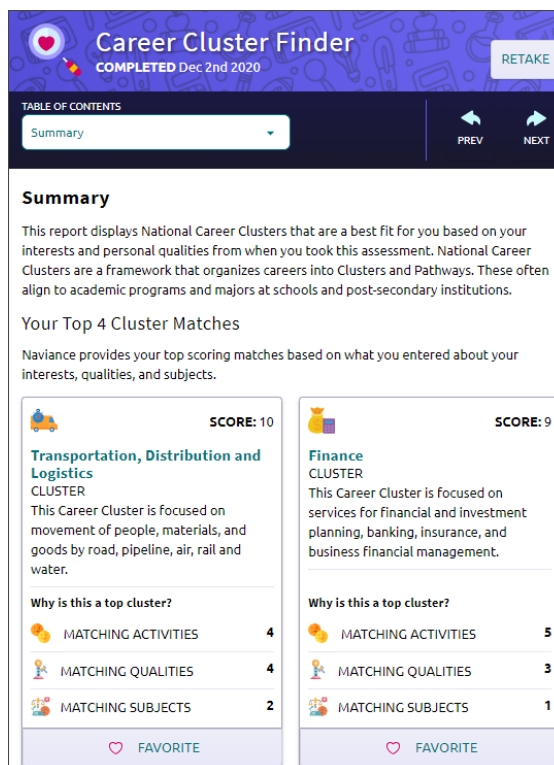 Career Cluster Finder
COMPLETED Dec 2nd 2020
RETAKE
TABLE OF CONTENTS
Summary
PREV
NEXT
Summary
This report displays National Career Clusters that are a best fit for you based on your
interests and personal qualities from when you took this assessment. National Career
Clusters are a framework that organizes careers into Clusters and Pathways. These often
align to academic programs and majors at schools and post-secondary institutions.
Your Top 4 Cluster Matches
Naviance provides your top scoring matches based on what you entered about your
interests, qualities, and subjects.
SCORE: 10
Transportation, Distribution and
Logistics
CLUSTER
This Career Cluster is focused on
movement of people, materials, and
goods by road, pipeline, air, rail and
water.
Why is this a top cluster?
MATCHING ACTIVITIES 4
MATCHING QUALITIES 4
MATCHING SUBJECTS 2
FAVORITE
SCORE: 9
Finance
CLUSTER
This Career Cluster is focused on
services for financial and investment
planning, banking, insurance, and
business financial management.
Why is this a top cluster?
MATCHING ACTIVITIES 5
MATCHING QUALITIES 3
MATCHING SUBJECTS 1
FAVORITE